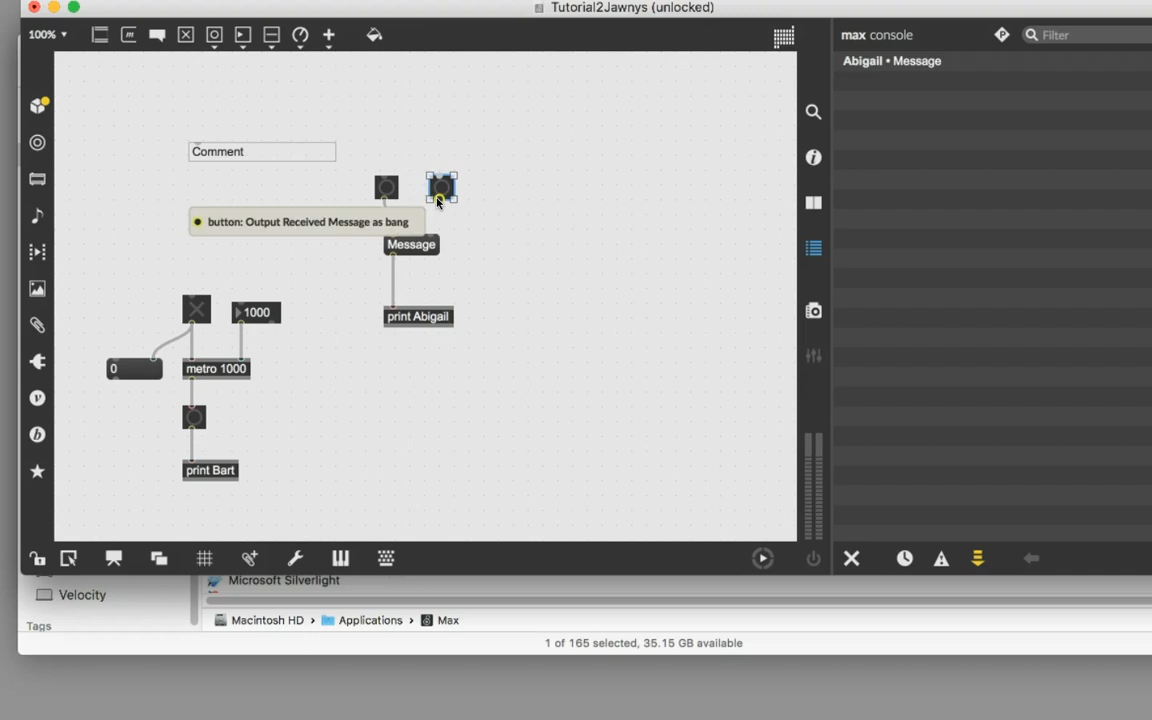 Tutorial2Jawnys (unlocked)
100%
max console
Filter
Abigail • Message
Comment
button: Output Received Message as bang
Message
1000
print Abigail
0
metro 1000
print Bart
Microsoft Silverlight
Velocity
Macintosh HD › Applications › Max
Tags
1 of 165 selected, 35.15 GB available